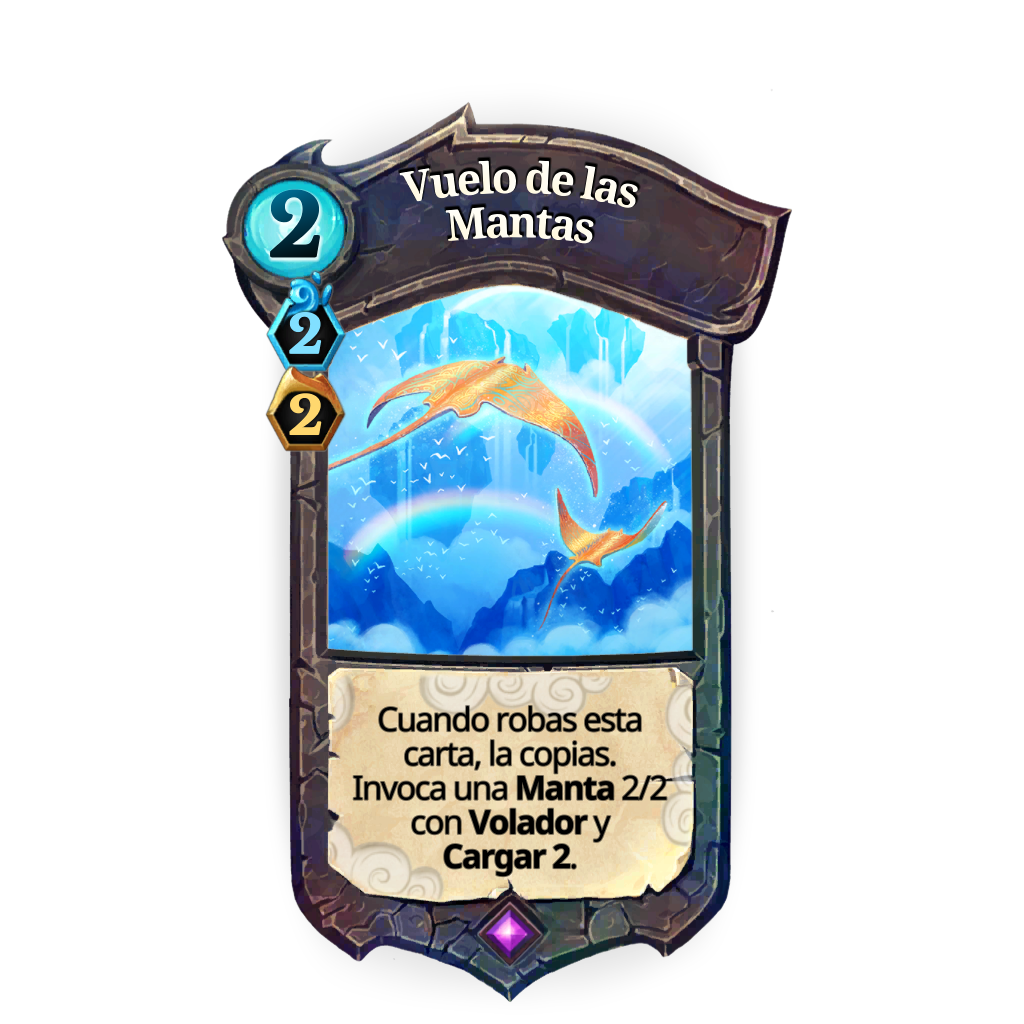 Vuelo de las
Mantas
2
2
2
Cuando robas esta
carta, la copias.
Invoca una Manta 2/2
con Volador y
Cargar 2.